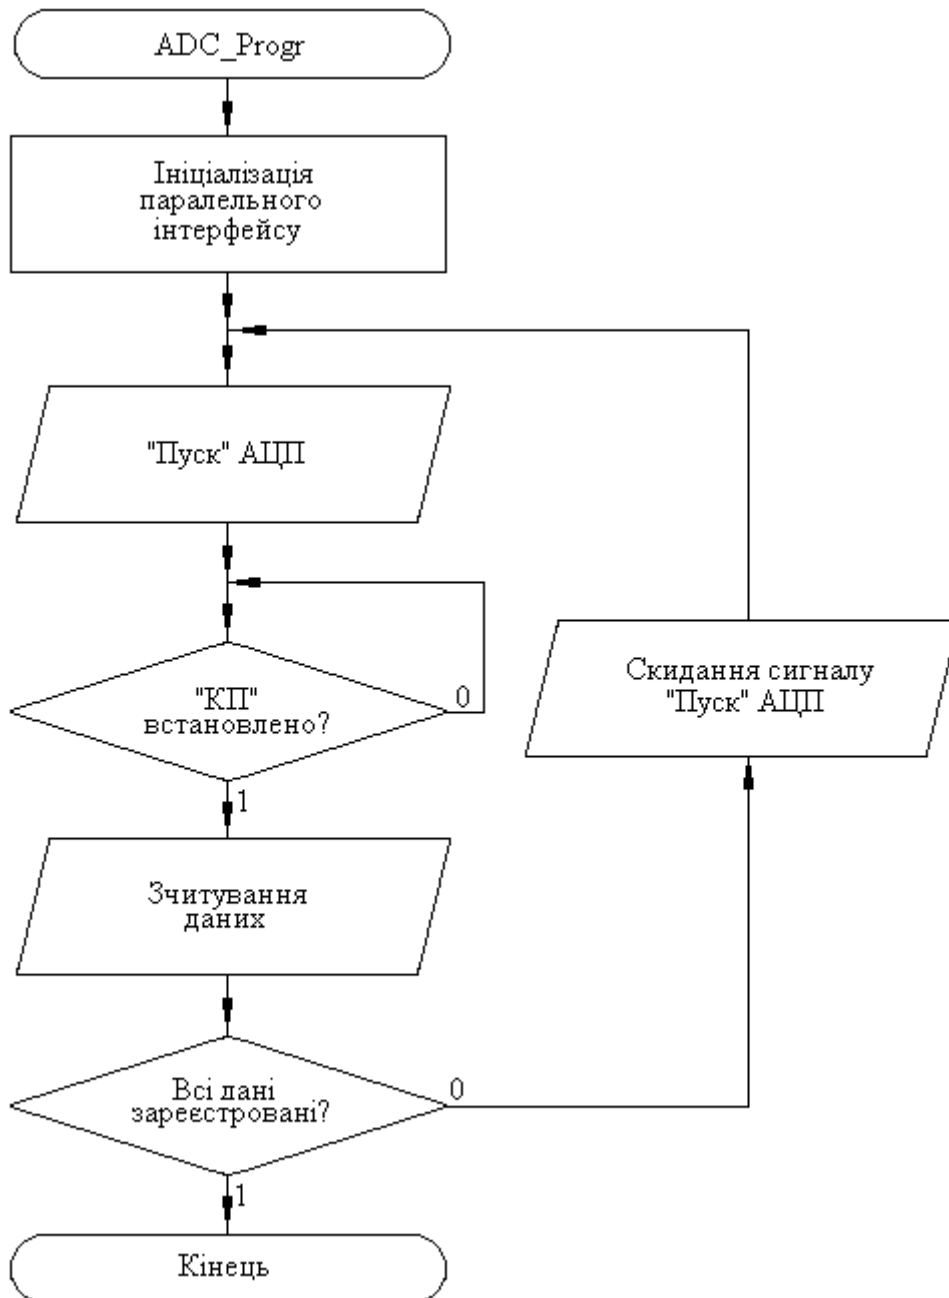 ADC_Progr
Ініціалізація
паралельного
інтерфейсу
"Пуск" АЦП
"КП"
встановлено?
0
1
Скидання сигналу
"Пуск" АЦП
Зчитування
даних
Всі дані
зареєстровані?
0
1
Кінець